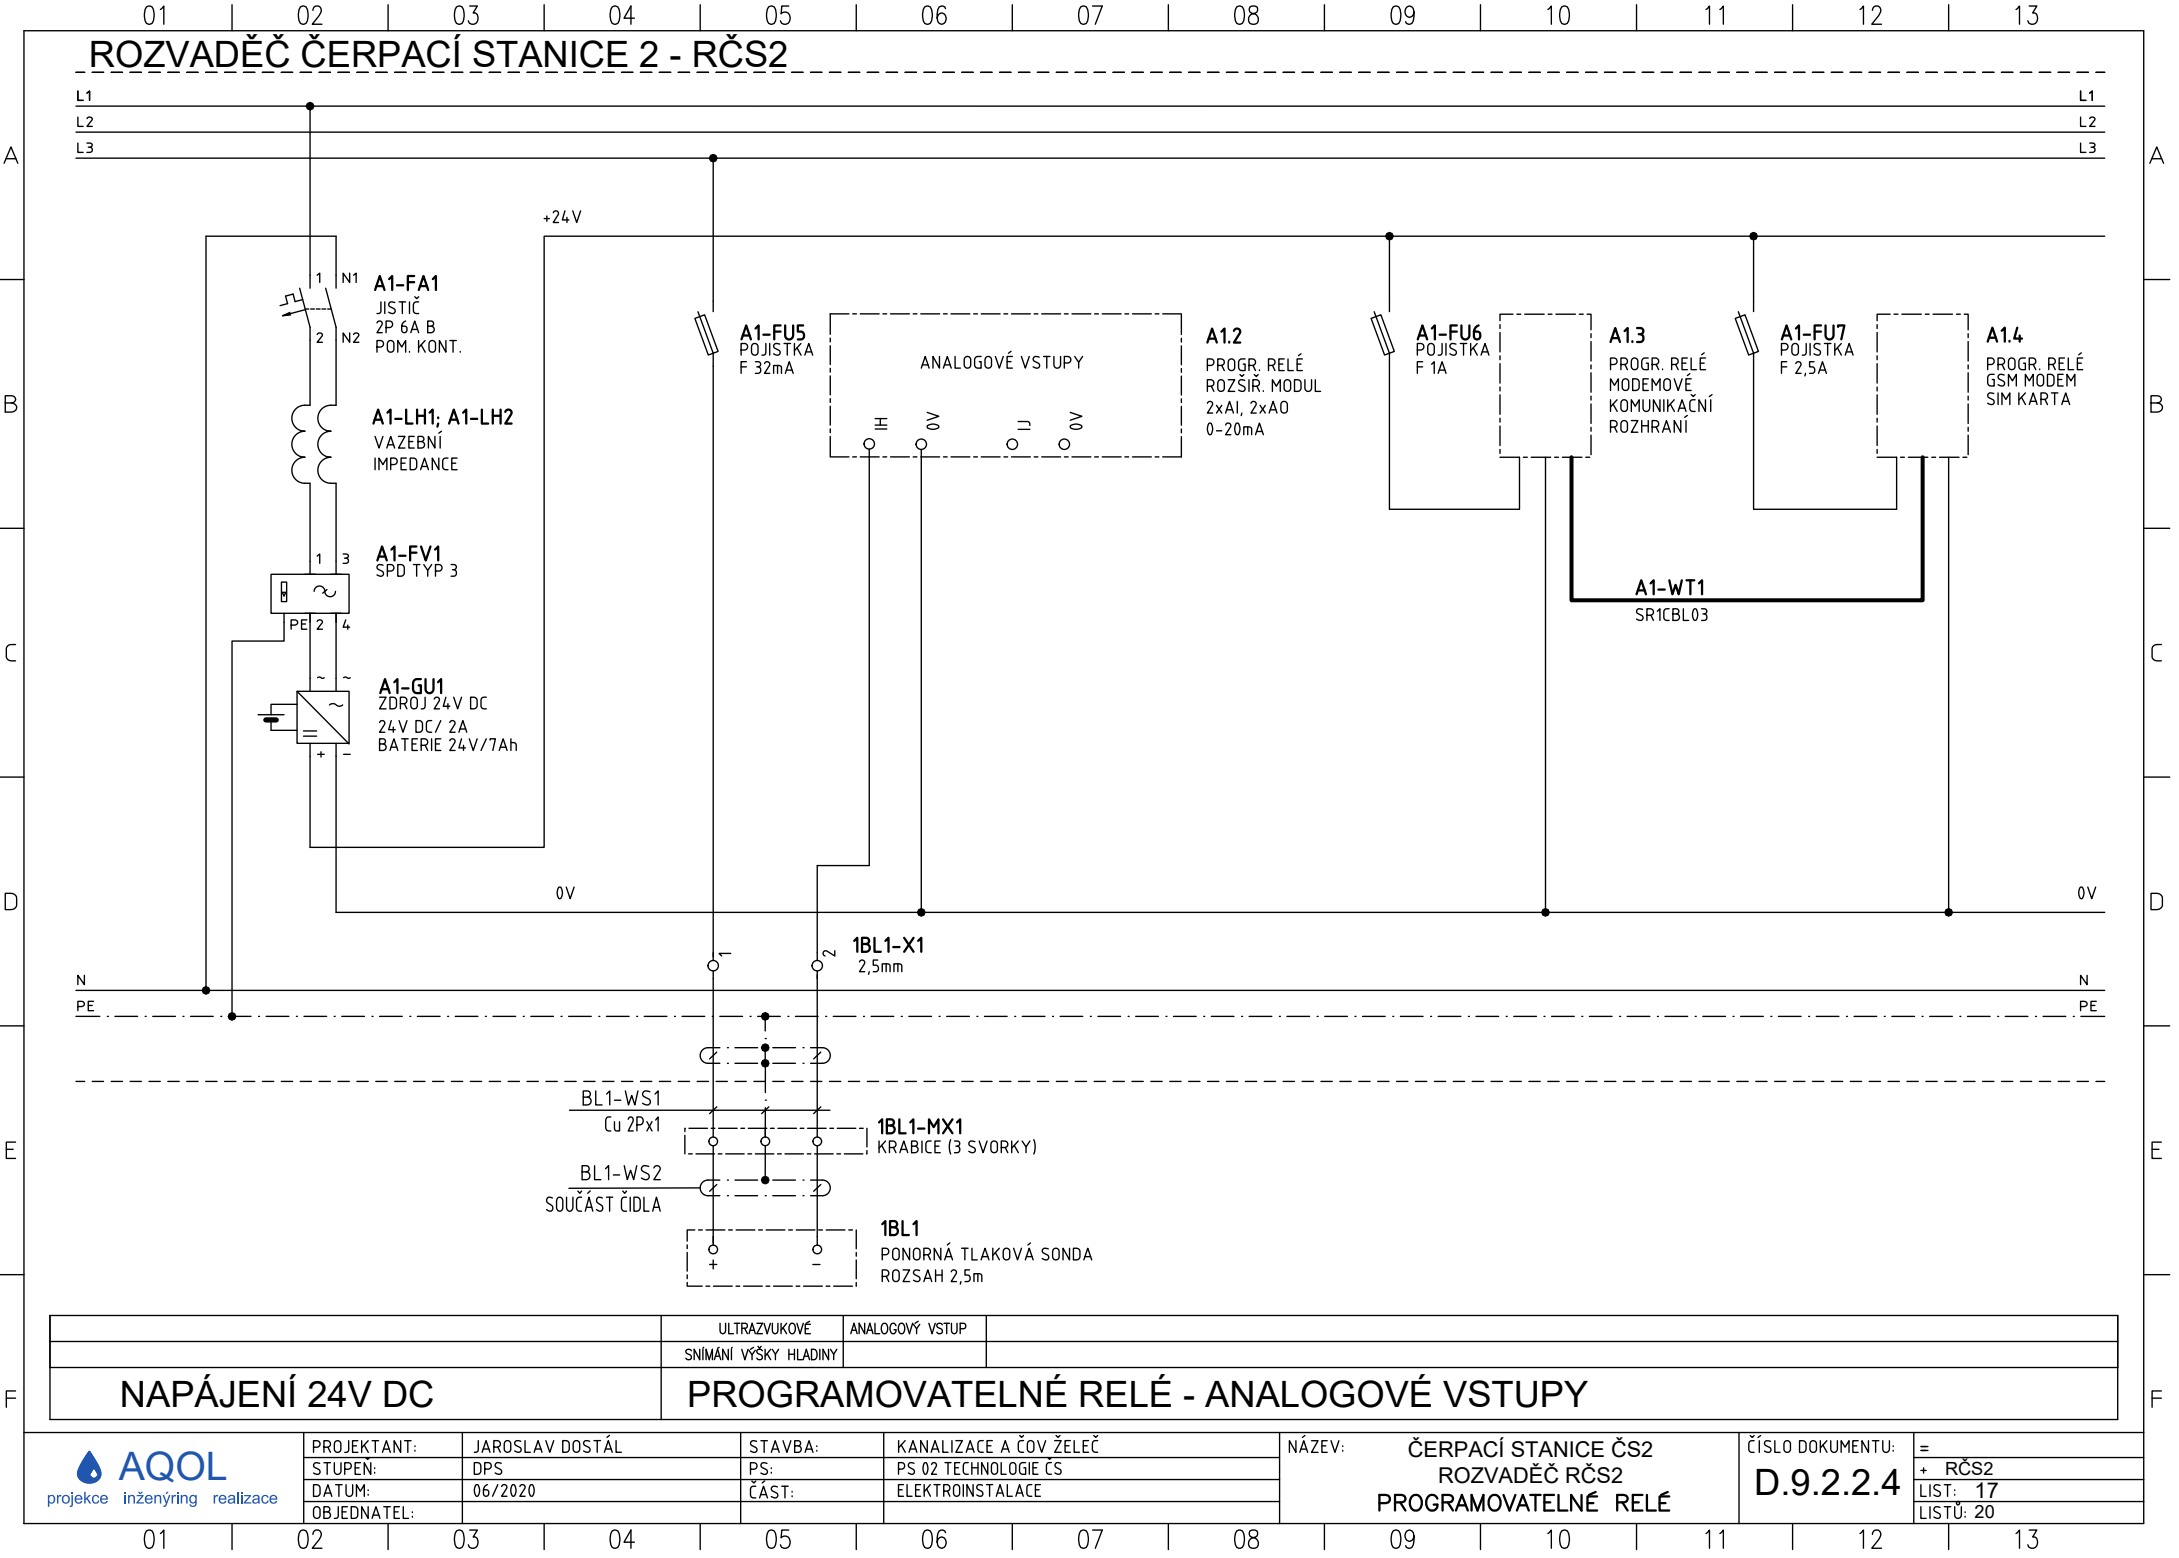 01 02 03 04 05 06 07 08 09 10 11 12 13
ROZVADĚČ ČERPACÍ STANICE 2 - RČS2
L1 L1
L2 L2
L3 L3
A A
+24V
1 N1
A1-FA1
JISTIČ
2P 6A B
POM. KONT.
2 N2
A1-FU5
POJISTKA
F 32mA
ANALOGOVÉ VSTUPY
IH 0V IJ 0V
A1.2
PROGR. RELÉ
ROZŠIŘ. MODUL
2xAI, 2xAO
0-20mA
A1-FU6
POJISTKA
F 1A
A1.3
PROGR. RELÉ
MODEMOVÉ
KOMUNIKAČNÍ
ROZHRANÍ
A1-FU7
POJISTKA
F 2,5A
A1.4
PROGR. RELÉ
GSM MODEM
SIM KARTA
B B
A1-LH1; A1-LH2
VAZEBNÍ
IMPEDANCE
1 3
A1-FV1
SPD TYP 3
PE 2 4
A1-WT1
SR1CBL03
C C
~ ~
A1-GU1
ZDROJ 24V DC
24V DC/ 2A
BATERIE 24V/7Ah
~
=
+ -
0V 0V
D D
1 2
1BL1-X1
2,5mm
N N
PE PE
BL1-WS1
Cu 2Px1
1BL1-MX1
KRABICE (3 SVORKY)
E E
BL1-WS2
SOUČÁST ČIDLA
1BL1
PONORNÁ TLAKOVÁ SONDA
ROZSAH 2,5m
+ -
ULTRAZVUKOVÉ ANALOGOVÝ VSTUP
SNÍMÁNÍ VÝŠKY HLADINY
NAPÁJENÍ 24V DC PROGRAMOVATELNÉ RELÉ - ANALOGOVÉ VSTUPY
F F
AQOL
projekce inženýring realizace
PROJEKTANT: JAROSLAV DOSTÁL
STUPEŇ: DPS
DATUM: 06/2020
OBJEDNATEL:
STAVBA: KANALIZACE A ČOV ŽELEČ
PS: PS 02 TECHNOLOGIE ČS
ČÁST: ELEKTROINSTALACE
NÁZEV: ČERPACÍ STANICE ČS2
ROZVADĚČ RČS2
PROGRAMOVATELNÉ RELÉ
ČÍSLO DOKUMENTU:
D.9.2.2.4
=
+ RČS2
LIST: 17
LISTŮ: 20
01 02 03 04 05 06 07 08 09 10 11 12 13